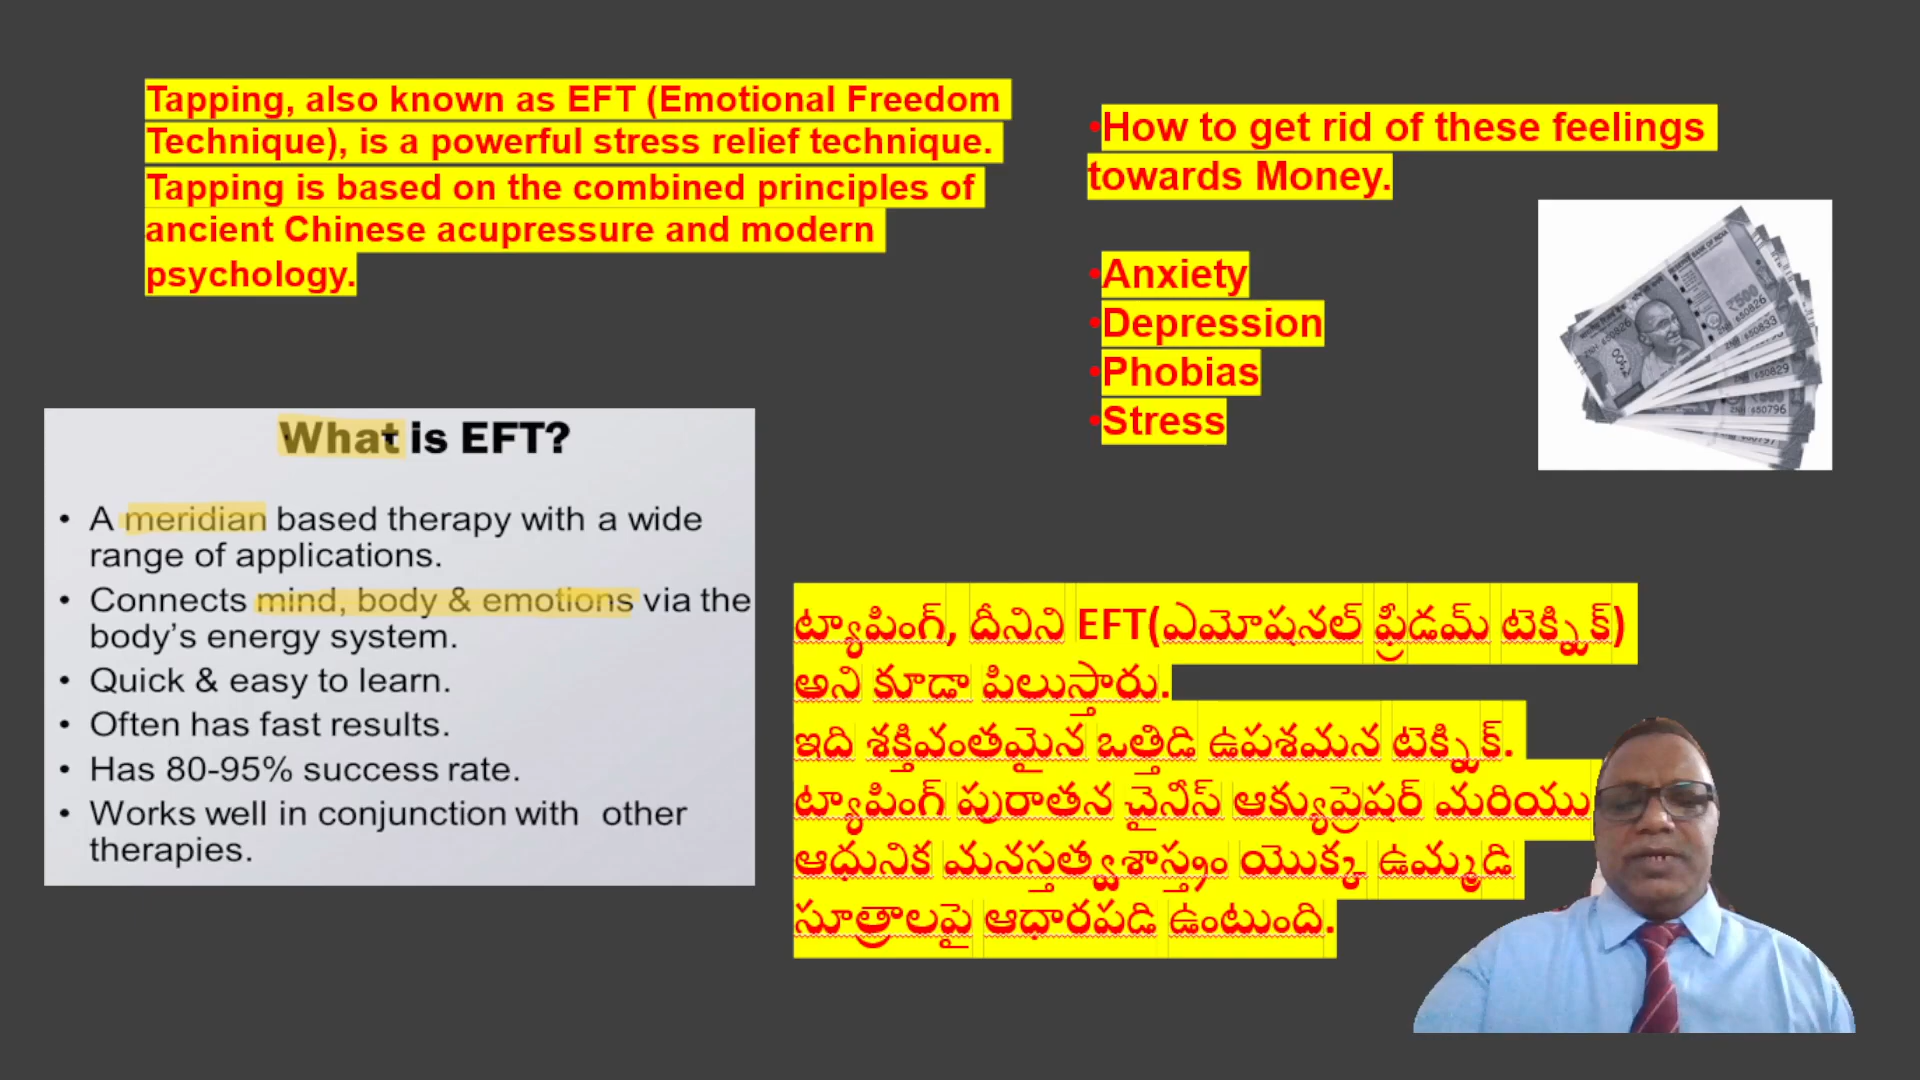 Tapping, also known as EFT (Emotional Freedom
Technique), is a powerful stress relief technique.
Tapping is based on the combined principles of
ancient Chinese acupressure and modern
psychology.
•How to get rid of these feelings
towards Money.
•Anxiety
•Depression
•Phobias
•Stress
What is EFT?
• A meridian based therapy with a wide
range of applications.
• Connects mind, body & emotions via the
body’s energy system.
• Quick & easy to learn.
• Often has fast results.
• Has 80-95% success rate.
• Works well in conjunction with other
therapies.
ట్యాపింగ్, దీనిని EFT(ఎమోషనల్ ఫ్రీడమ్ టెక్నిక్)
అని కూడా పిలుస్తారు.
ఇది శక్తివంతమైన ఒత్తిడి ఉపశమన టెక్నిక్.
ట్యాపింగ్ పురాతన చైనీస్ ఆక్యుప్రెషర్ మరియు
ఆధునిక మనస్తత్వశాస్త్రం యొక్క ఉమ్మడి
సూత్రాలపై ఆధారపడి ఉంటుంది.